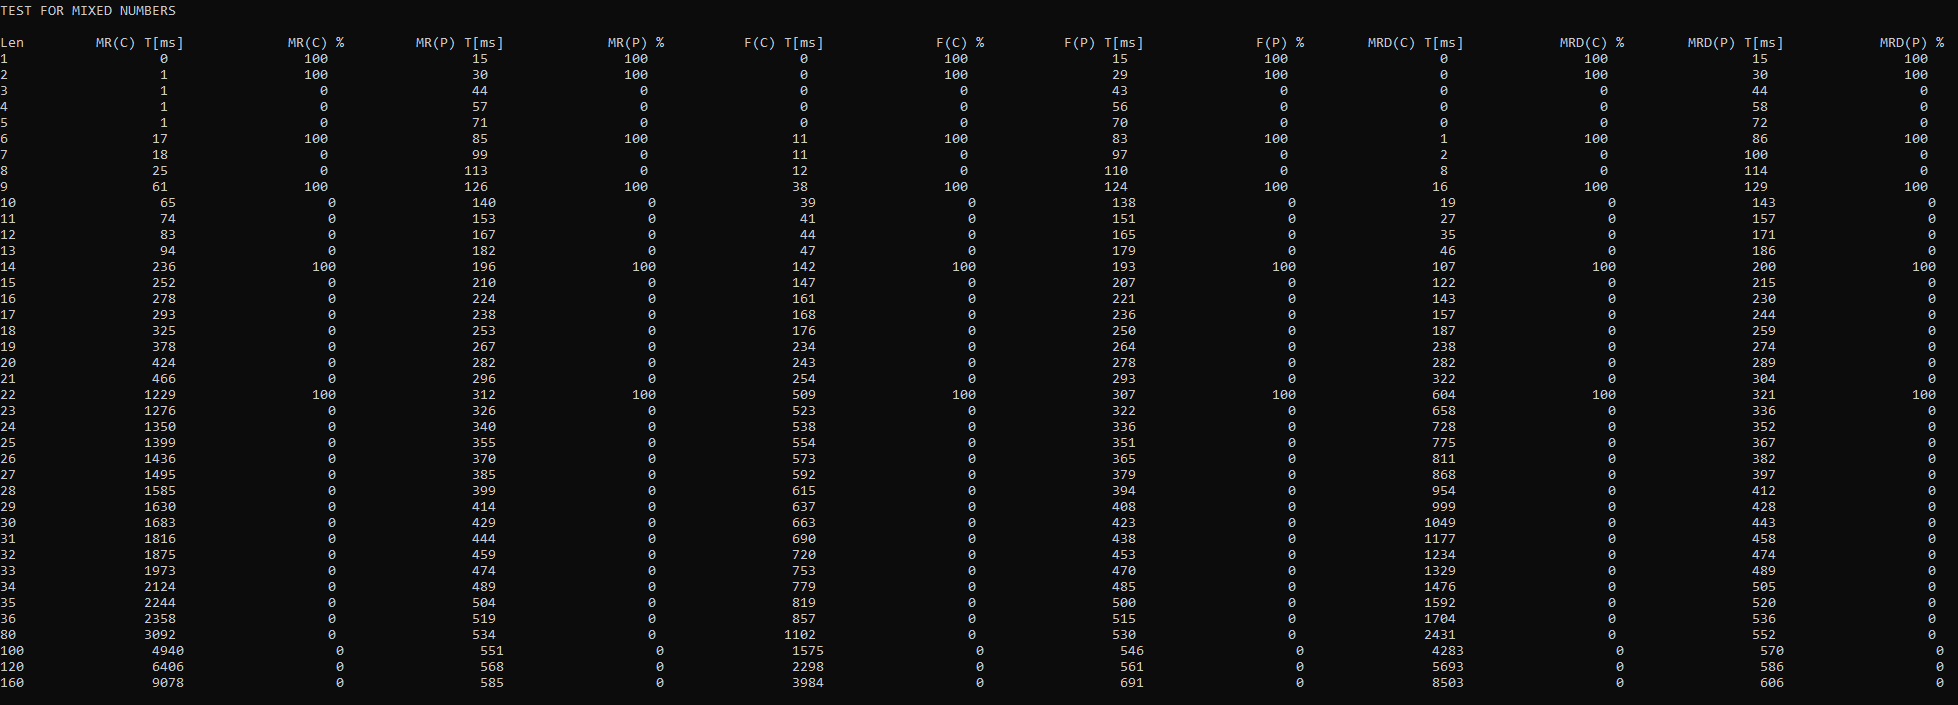 TEST FOR MIXED NUMBERS
Len MR(C) T[ms] MR(C) % MR(P) T[ms] MR(P) % F(C) T[ms] F(C) % F(P) T[ms] F(P) % MRD(C) T[ms] MRD(C) % MRD(P) T[ms] MRD(P) %
1 0 100 15 100 0 100 15 100 0 100 15 100
2 1 100 30 100 0 100 29 100 0 100 30 100
3 1 0 44 0 0 0 43 0 0 0 44 0
4 1 0 57 0 0 0 56 0 0 0 58 0
5 1 0 71 0 0 0 70 0 0 0 72 0
6 17 100 85 100 11 100 83 100 1 100 86 100
7 18 0 99 0 11 0 97 0 2 0 100 0
8 25 0 113 0 12 0 110 0 8 0 114 0
9 61 100 126 100 38 100 124 100 16 100 129 100
10 65 0 140 0 39 0 138 0 19 0 143 0
11 74 0 153 0 41 0 151 0 27 0 157 0
12 83 0 167 0 44 0 165 0 35 0 171 0
13 94 0 182 0 47 0 179 0 46 0 186 0
14 236 100 196 100 142 100 193 100 107 100 200 100
15 252 0 210 0 147 0 207 0 122 0 215 0
16 278 0 224 0 161 0 221 0 143 0 230 0
17 293 0 238 0 168 0 236 0 157 0 244 0
18 325 0 253 0 176 0 250 0 187 0 259 0
19 378 0 267 0 234 0 264 0 238 0 274 0
20 424 0 282 0 243 0 278 0 282 0 289 0
21 466 0 296 0 254 0 293 0 322 0 304 0
22 1229 100 312 100 509 100 307 100 604 100 321 100
23 1276 0 326 0 523 0 322 0 658 0 336 0
24 1350 0 340 0 538 0 336 0 728 0 352 0
25 1399 0 355 0 554 0 351 0 775 0 367 0
26 1436 0 370 0 573 0 365 0 811 0 382 0
27 1495 0 385 0 592 0 379 0 868 0 397 0
28 1585 0 399 0 615 0 394 0 954 0 412 0
29 1630 0 414 0 637 0 408 0 999 0 428 0
30 1683 0 429 0 663 0 423 0 1049 0 443 0
31 1816 0 444 0 690 0 438 0 1177 0 458 0
32 1875 0 459 0 720 0 453 0 1234 0 474 0
33 1973 0 474 0 753 0 470 0 1329 0 489 0
34 2124 0 489 0 779 0 485 0 1476 0 505 0
35 2244 0 504 0 819 0 500 0 1592 0 520 0
36 2358 0 519 0 857 0 515 0 1704 0 536 0
80 3092 0 534 0 1102 0 530 0 2431 0 552 0
100 4940 0 551 0 1575 0 546 0 4283 0 570 0
120 6406 0 568 0 2298 0 561 0 5693 0 586 0
160 9078 0 585 0 3984 0 691 0 8503 0 606 0